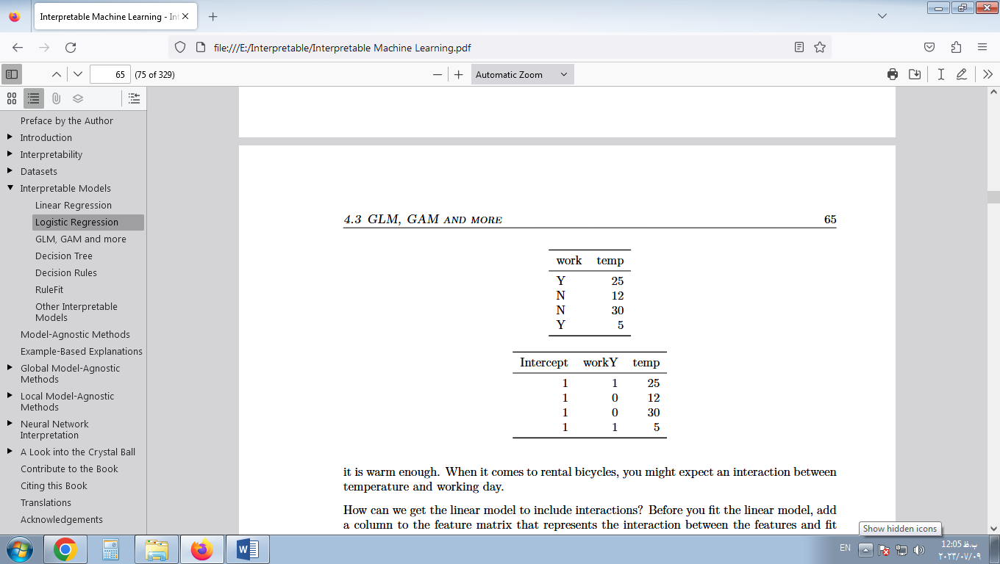 Interpretable Machine Learning - Int
file:///E:/Interpretable/Interpretable Machine Learning.pdf
65 (75 of 329)
Automatic Zoom
Preface by the Author
Introduction
Interpretability
Datasets
Interpretable Models
Linear Regression
Logistic Regression
GLM, GAM and more
Decision Tree
Decision Rules
RuleFit
Other Interpretable
Models
Model-Agnostic Methods
Example-Based Explanations
Global Model-Agnostic
Methods
Local Model-Agnostic
Methods
Neural Network
Interpretation
A Look into the Crystal Ball
Contribute to the Book
Citing this Book
Translations
Acknowledgements
4.3 GLM, GAM AND MORE 65
work temp
Y 25
N 12
N 30
Y 5
Intercept workY temp
1 1 25
1 0 12
1 0 30
1 1 5
it is warm enough. When it comes to rental bicycles, you might expect an interaction between
temperature and working day.
How can we get the linear model to include interactions? Before you fit the linear model, add
a column to the feature matrix that represents the interaction between the features and fit
Show hidden icons
W
EN
12:05 ب.ظ
۲۰۲۳/۰۷/۰۹